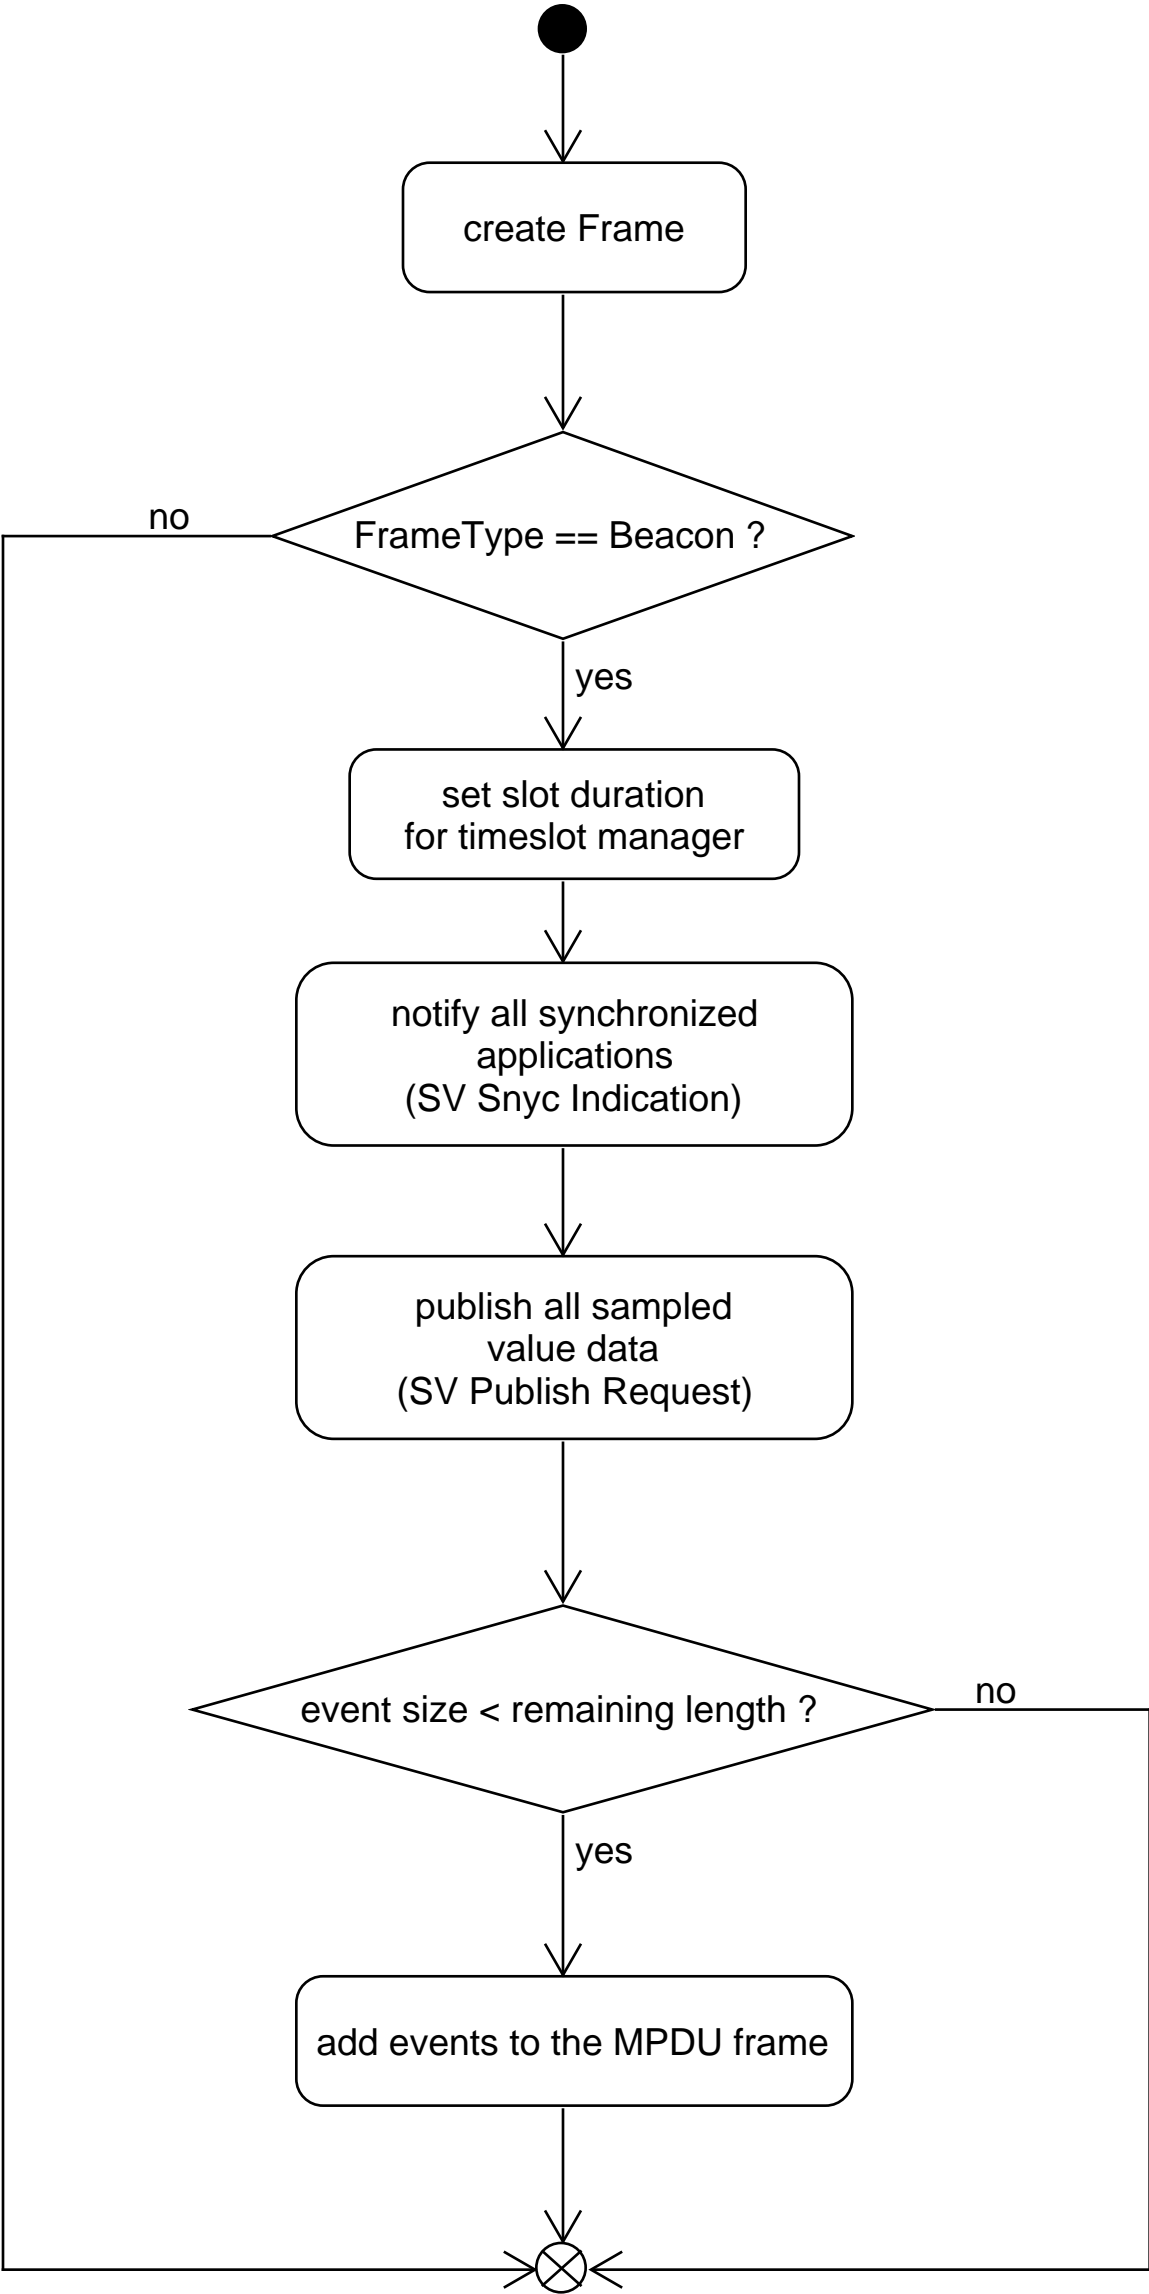 create Frame
no
FrameType == Beacon ?
yes
set slot duration
for timeslot manager
notify all synchronized
applications
(SV Snyc Indication)
publish all sampled
value data
(SV Publish Request)
event size < remaining length ?
no
yes
add events to the MPDU frame